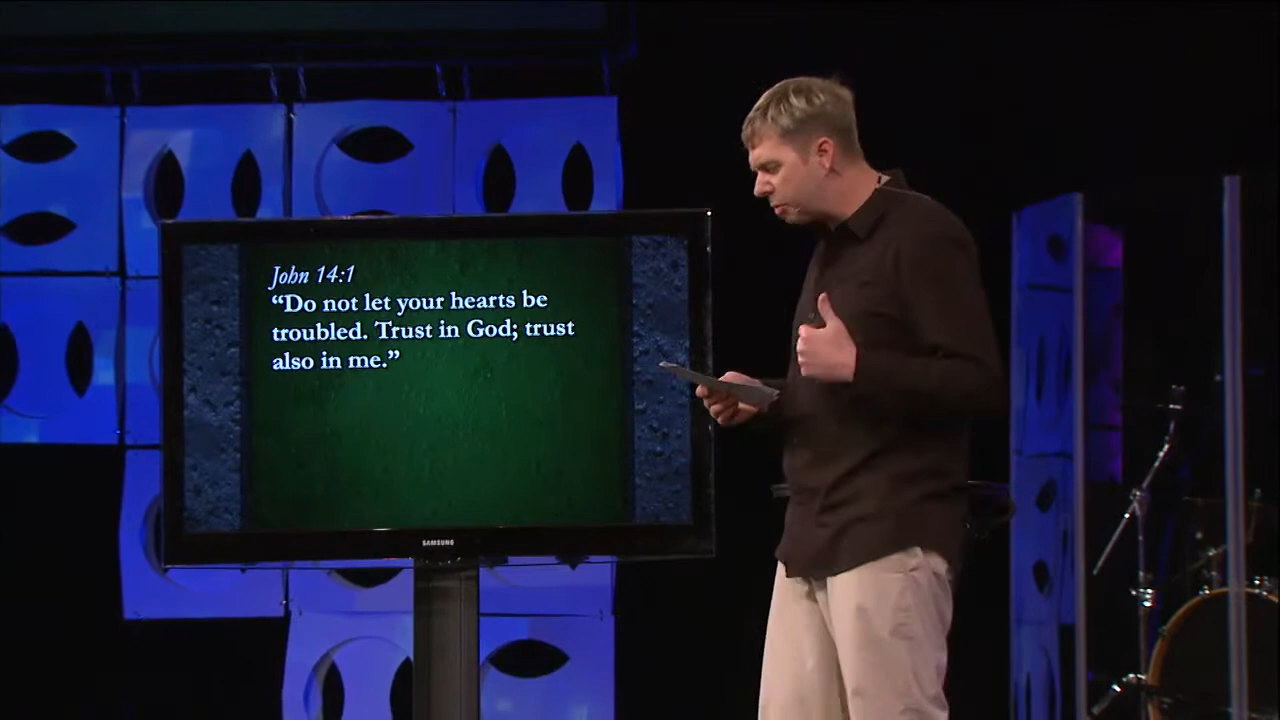 John 14:1
“Do not let your hearts be
troubled. Trust in God; trust
also in me.”
SAMSUNG